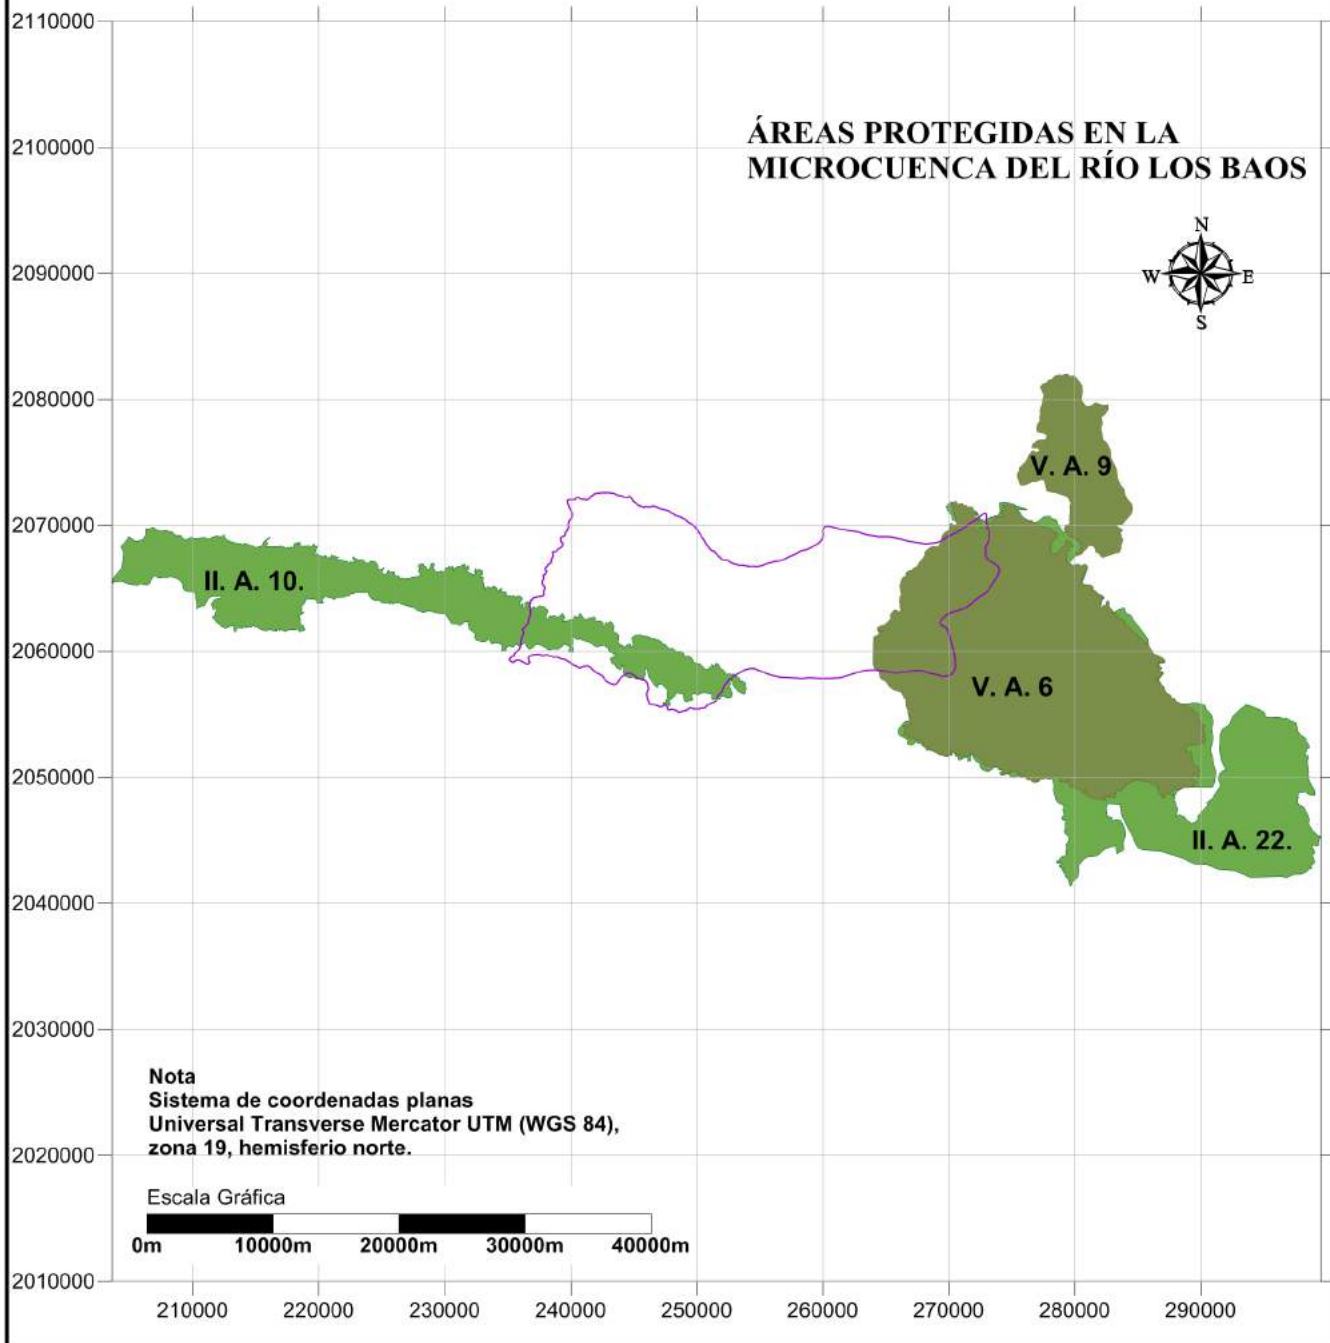 2110000
2100000
2090000
2080000
2070000
2060000
2050000
2040000
2030000
2020000
2010000
ÁREAS PROTEGIDAS EN LA
MICROCUENCA DEL RÍO LOS BAOS
N
W E
S
V. A. 9
II. A. 10.
V. A. 6
II. A. 22.
Nota
Sistema de coordenadas planas
Universal Transverse Mercator UTM (WGS 84),
zona 19, hemisferio norte.
Escala Gráfica
0m 10000m 20000m 30000m 40000m
210000 220000 230000 240000 250000 260000 270000 280000 290000